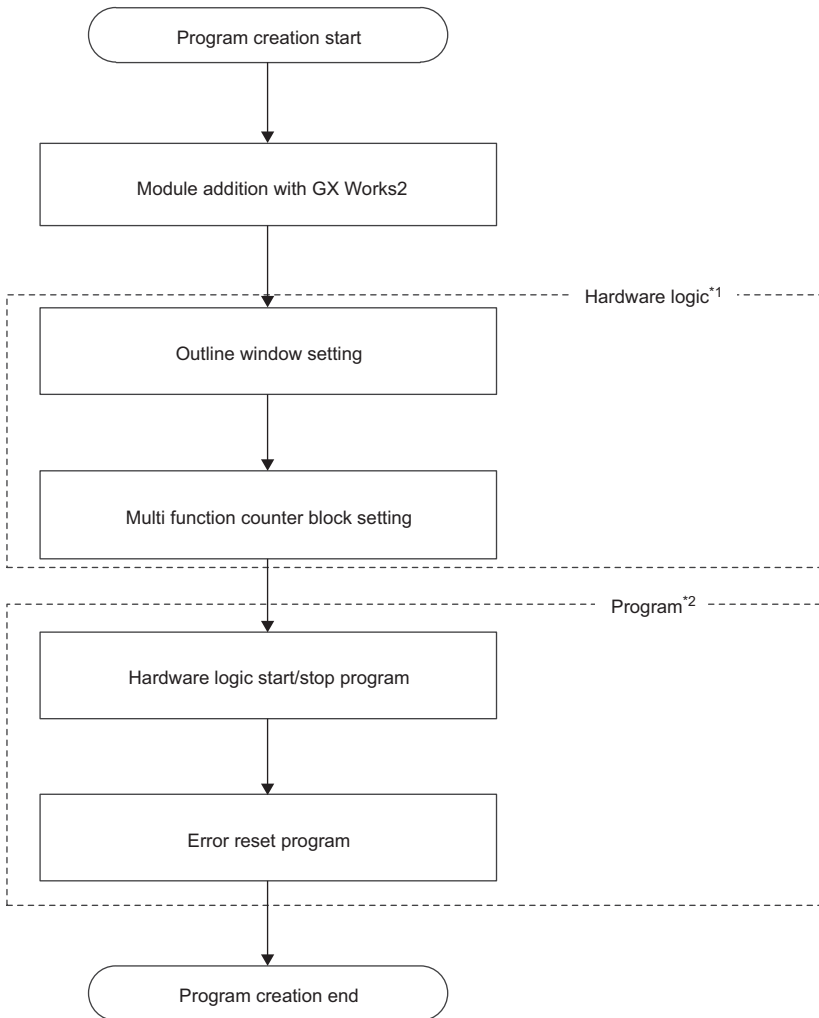 Program creation start
Module addition with GX Works2
Hardware logic*1
Outline window setting
Multi function counter block setting
Program*2
Hardware logic start/stop program
Error reset program
Program creation end